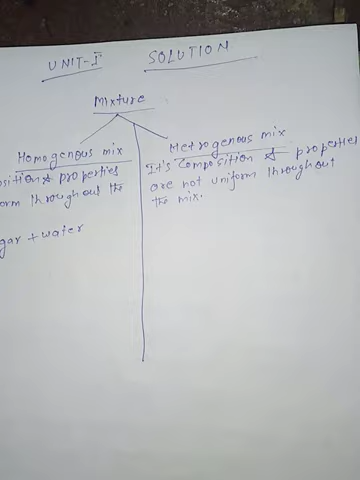 UNIT-I SOLUTION
Mixture
Homogenous mix
osition & properties
orm throughout the
gar + water
Hetrogenous mix
It's composition & properties
are not uniform throughout
the mix.